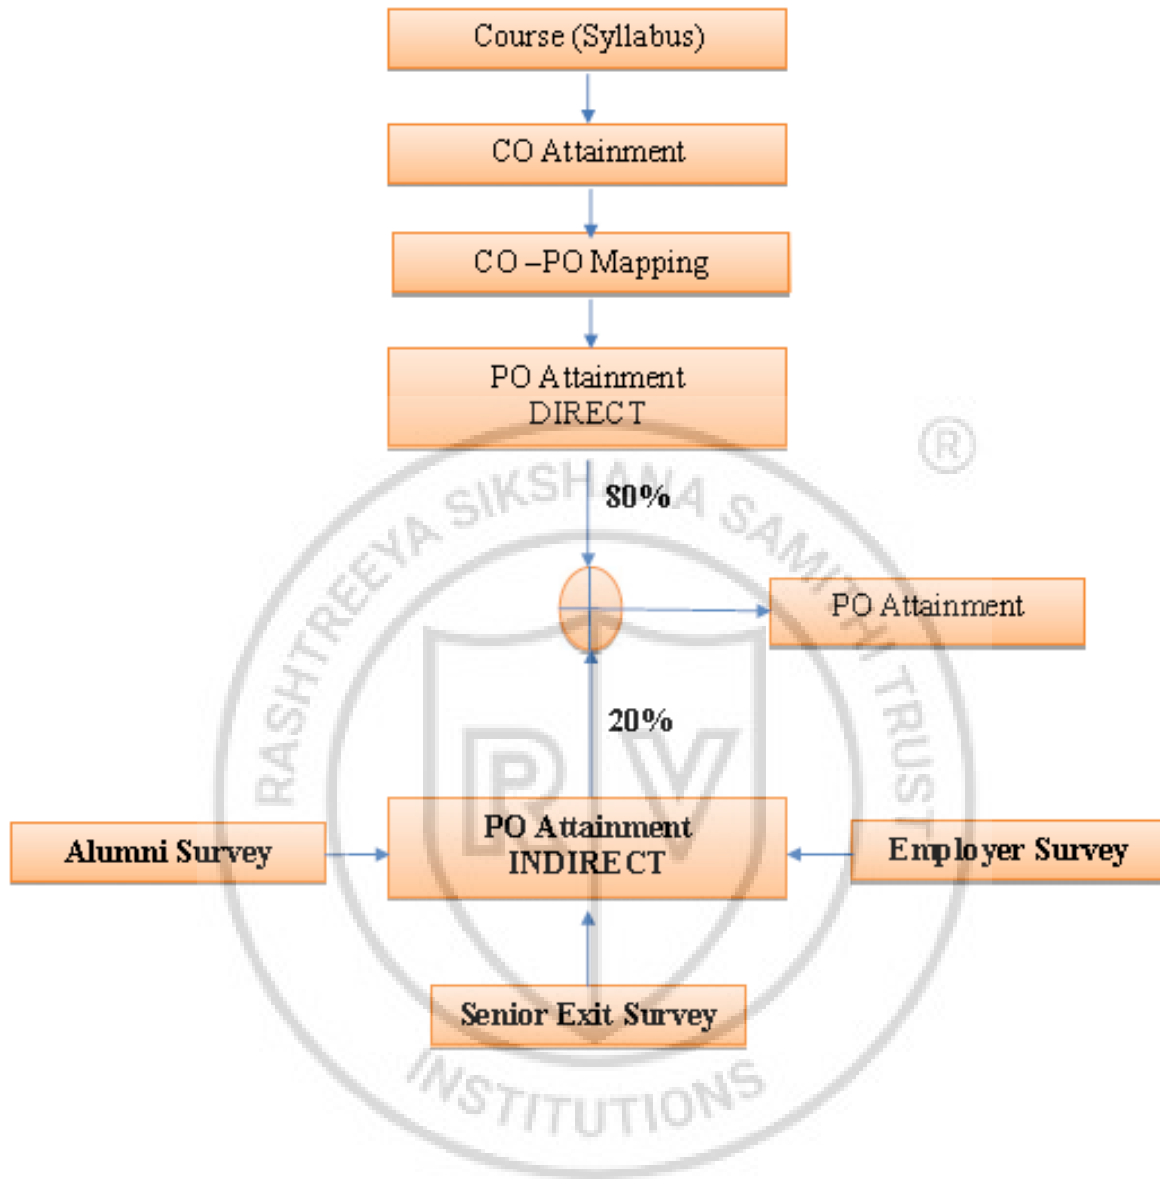 Course (Syllabus)
CO Attainment
CO –PO Mapping
PO Attainment
DIRECT
®
80%
RASHTREEYA SIKSHANA SAMITHI TRUST
PO Attainment
20%
RV
PO Attainment
INDIRECT
Alumni Survey
Employer Survey
Senior Exit Survey
INSTITUTIONS